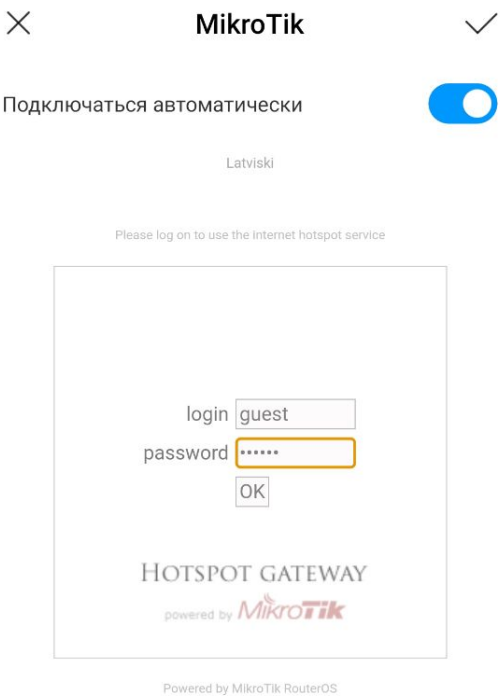 MikroTik
Подключаться автоматически
Latviski
Please log on to use the internet hotspot service
login guest
password ······
OK
HOTSPOT GATEWAY
powered by MikroTik
Powered by MikroTik RouterOS